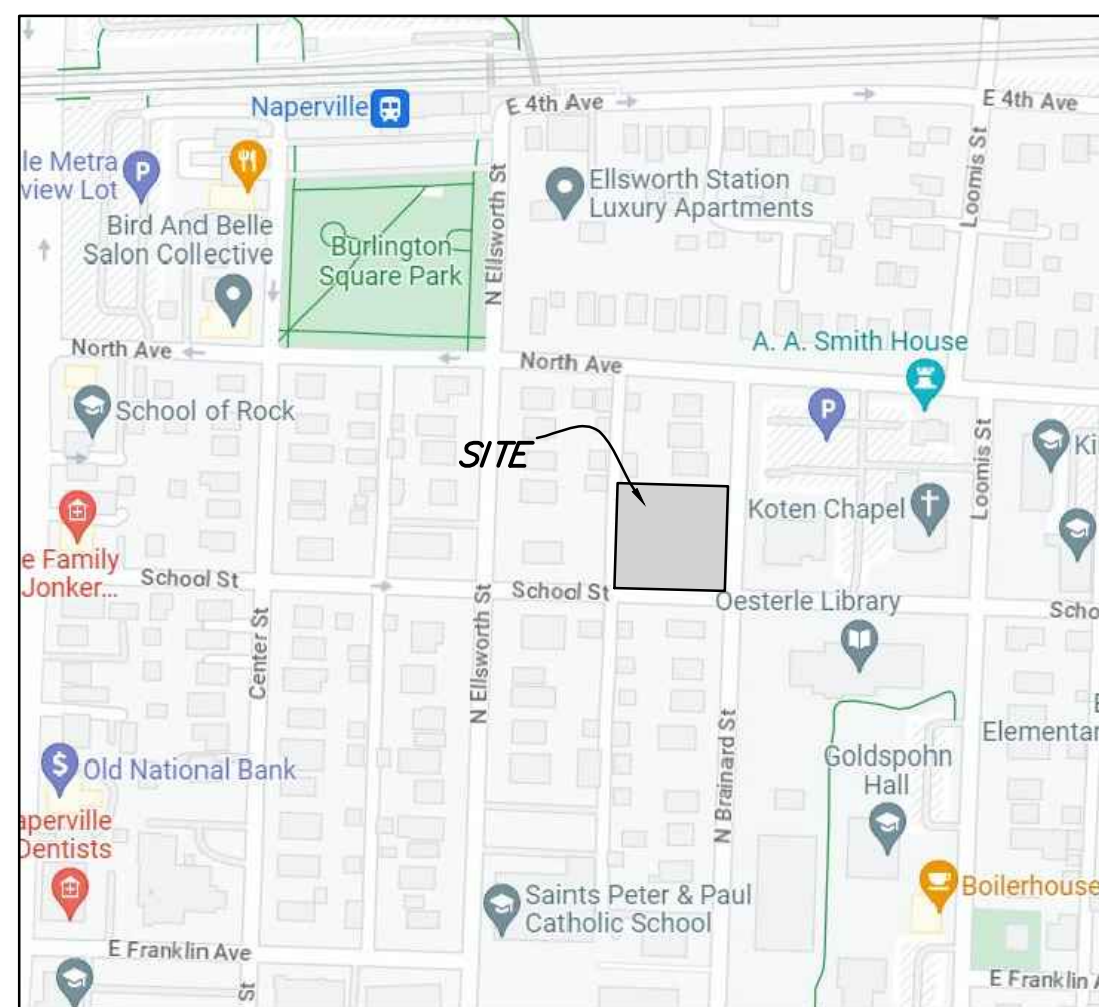 Naperville
E 4th Ave
E 4th Ave
le Metra
view Lot
P
Bird And Belle
Salon Collective
Burlington
Square Park
N Ellsworth St
Ellsworth Station
Luxury Apartments
Loomis St
North Ave
North Ave
A. A. Smith House
School of Rock
P
SITE
Koten Chapel
Loomis St
Ki
e Family
Jonker...
School St
School St
Oesterle Library
Scho
Center St
N Ellsworth St
N Brainard St
E
Elementar
Goldspohn
Hall
$
Old National Bank
aperville
Dentists
Saints Peter & Paul
Catholic School
Boilerhouse
E Franklin Ave
St
E Franklin A